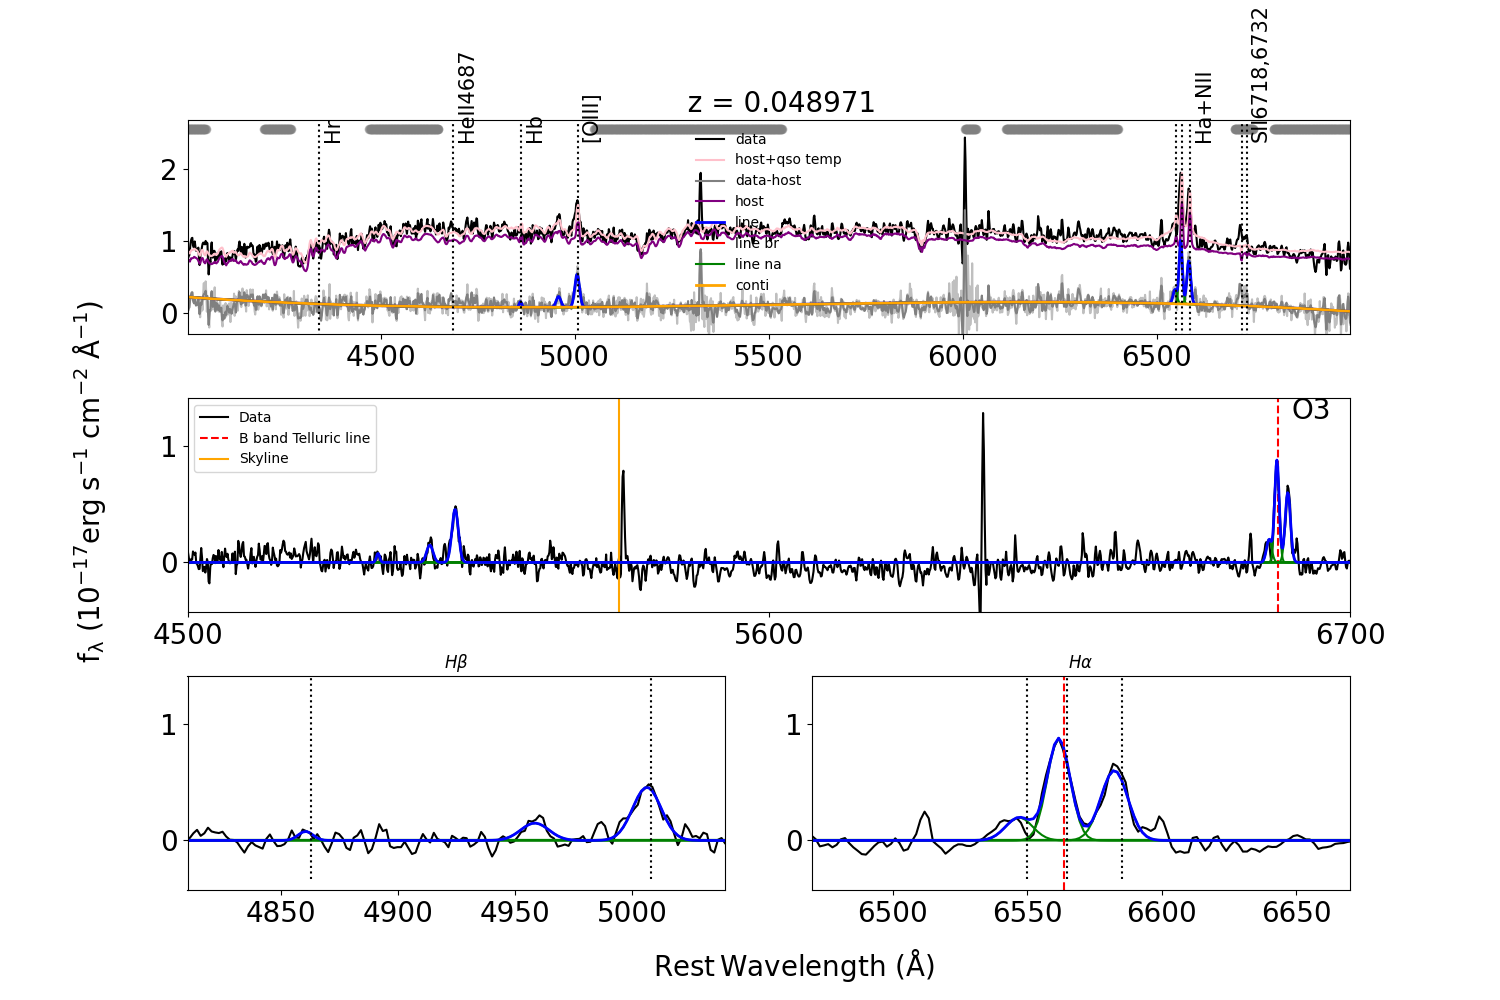 Hr
HeII4687
Hb
[OIII]
Ha+NII
SII6718,6732
z = 0.048971
data
host+qso temp
data-host
host
line
line br
line na
conti
2
1
0
4500
5000
5500
6000
6500
fλ (10−17erg s−1 cm−2 Å−1)
Data
B band Telluric line
Skyline
O3
1
0
4500
5600
6700
Hβ
1
0
4850
4900
4950
5000
Hα
1
0
6500
6550
6600
6650
Rest Wavelength (Å)